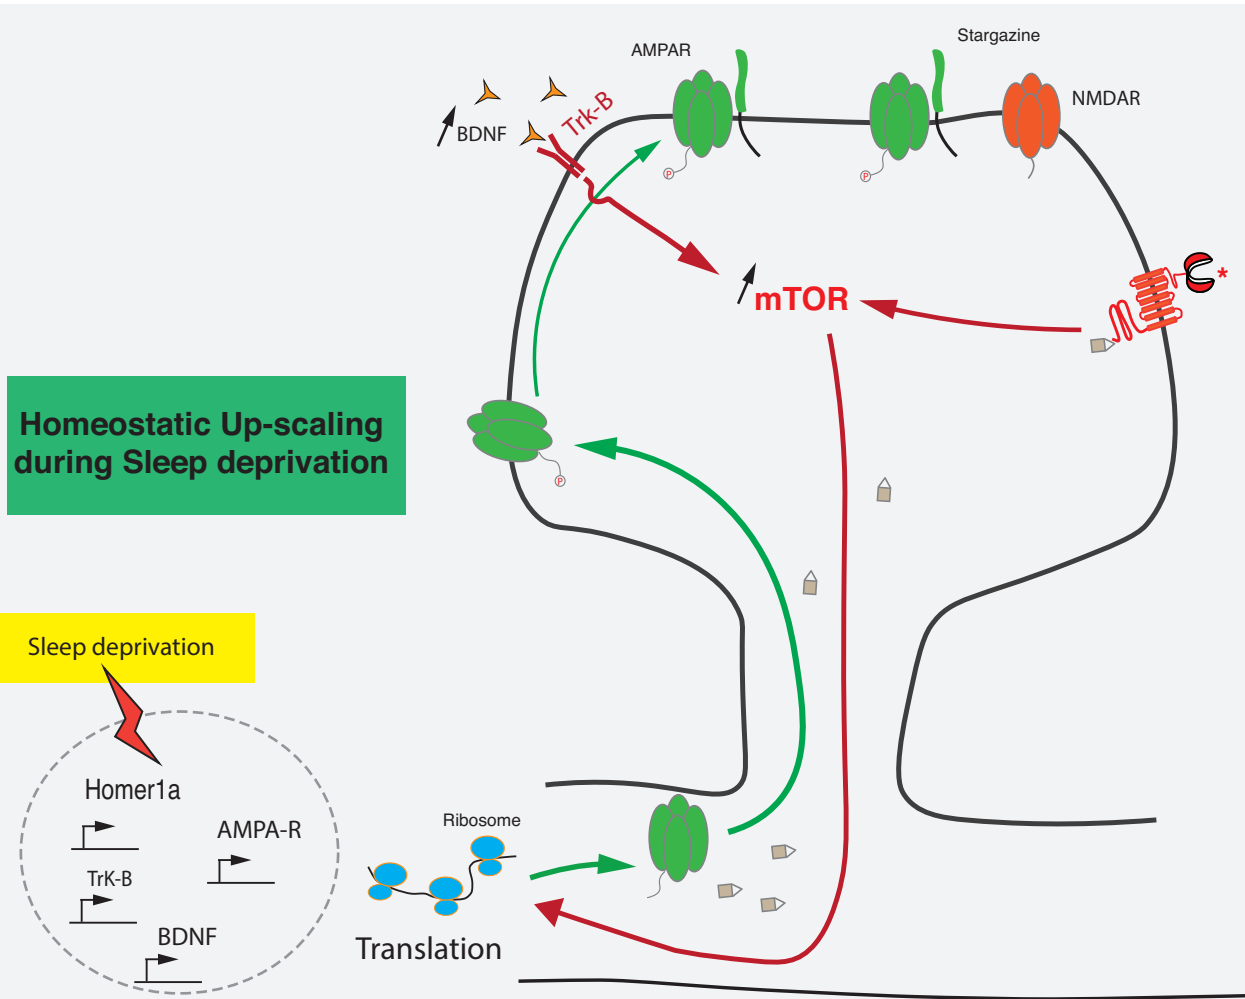 AMPAR
Stargazine
NMDAR
Trk-B
BDNF
P
P
mTOR
*
Homeostatic Up-scaling
during Sleep deprivation
P
Sleep deprivation
Homer1a
AMPA-R
TrK-B
BDNF
Ribosome
Translation